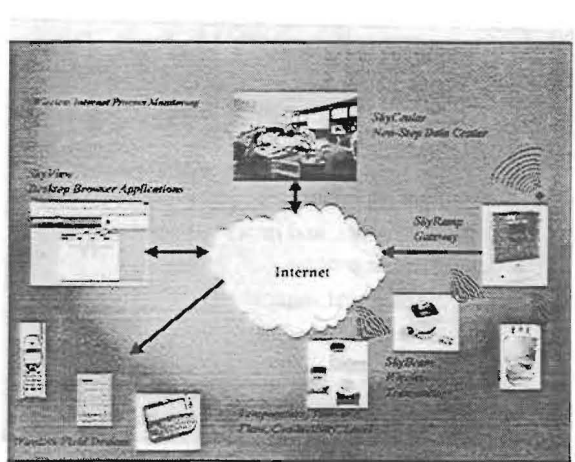 Wireless Internet Process Monitoring
SkyCenter
Non-Stop Data Center
SkyView
Desktop Browser Applications
SkyRamp
Gateway
Internet
SkyBeam
Wireless
Temperature
Flow, Conductivity, Level
Wireless Field Devices